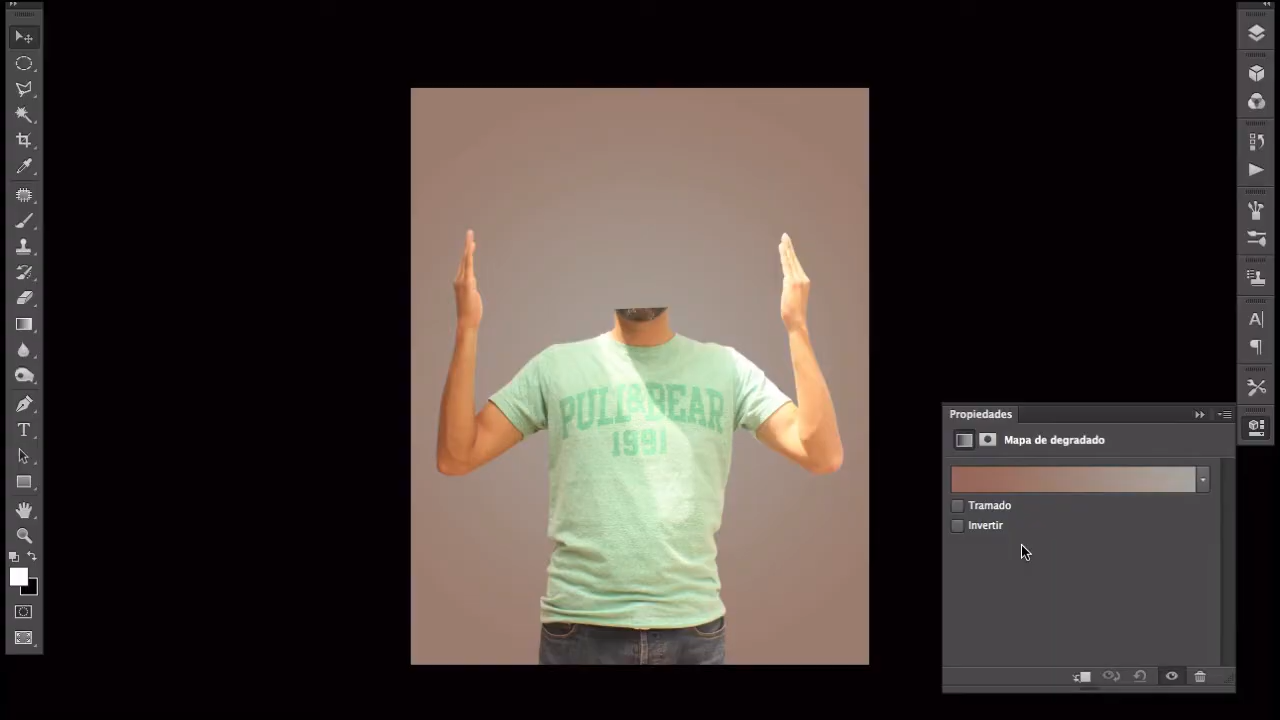 PULL&BEAR
1991
Propiedades
Mapa de degradado
Tramado
Invertir